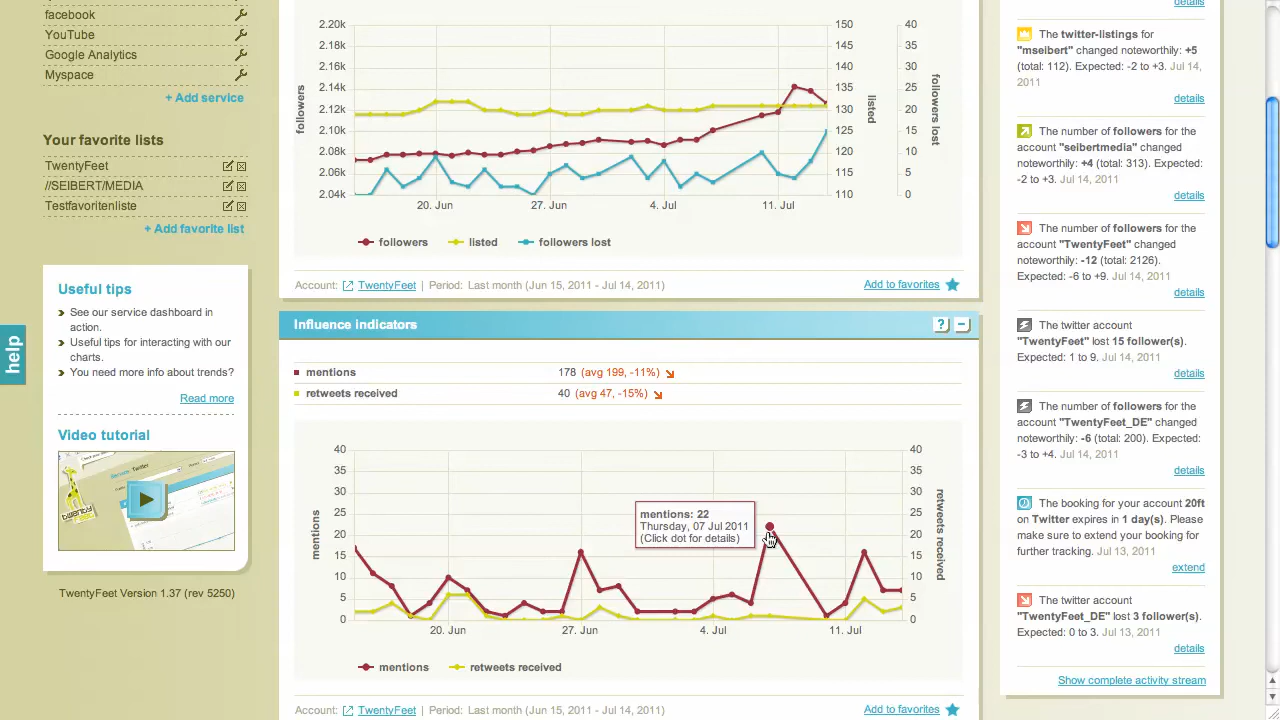 facebook
YouTube
Google Analytics
Myspace
+ Add service
Your favorite lists
TwentyFeet
//SEIBERT/MEDIA
Testfavoritenliste
+ Add favorite list
Useful tips
See our service dashboard in
action.
Useful tips for interacting with our
charts.
You need more info about trends?
Read more
Video tutorial
TwentyFeet Version 1.37 (rev 5250)
help
2.20k
2.18k
2.16k
2.14k
2.12k
2.10k
2.08k
2.06k
2.04k
followers
150
145
140
135
130
125
120
115
110
listed
40
35
30
25
20
15
10
5
0
followers lost
20. Jun 27. Jun 4. Jul 11. Jul
followers listed followers lost
Account: TwentyFeet | Period: Last month (Jun 15, 2011 - Jul 14, 2011) Add to favorites
Influence indicators ? −
mentions 178 (avg 199, -11%)
retweets received 40 (avg 47, -15%)
40
35
30
25
20
15
10
5
0
mentions
mentions: 22
Thursday, 07 Jul 2011
(Click dot for details)
40
35
30
25
20
15
10
5
0
retweets received
20. Jun 27. Jun 4. Jul 11. Jul
mentions retweets received
Account: TwentyFeet | Period: Last month (Jun 15, 2011 - Jul 14, 2011) Add to favorites
details
The twitter-listings for
"mseibert" changed noteworthily: +5
(total: 112). Expected: -2 to +3. Jul 14,
2011
details
The number of followers for the
account "seibertmedia" changed
noteworthily: +4 (total: 313). Expected:
-2 to +3. Jul 14, 2011
details
The number of followers for the
account "TwentyFeet" changed
noteworthily: -12 (total: 2126).
Expected: -6 to +9. Jul 14, 2011
details
The twitter account
"TwentyFeet" lost 15 follower(s).
Expected: 1 to 9. Jul 14, 2011
details
The number of followers for the
account "TwentyFeet_DE" changed
noteworthily: -6 (total: 200). Expected:
-3 to +4. Jul 14, 2011
details
The booking for your account 20ft
on Twitter expires in 1 day(s). Please
make sure to extend your booking for
further tracking. Jul 13, 2011
extend
The twitter account
"TwentyFeet_DE" lost 3 follower(s).
Expected: 0 to 3. Jul 13, 2011
details
Show complete activity stream